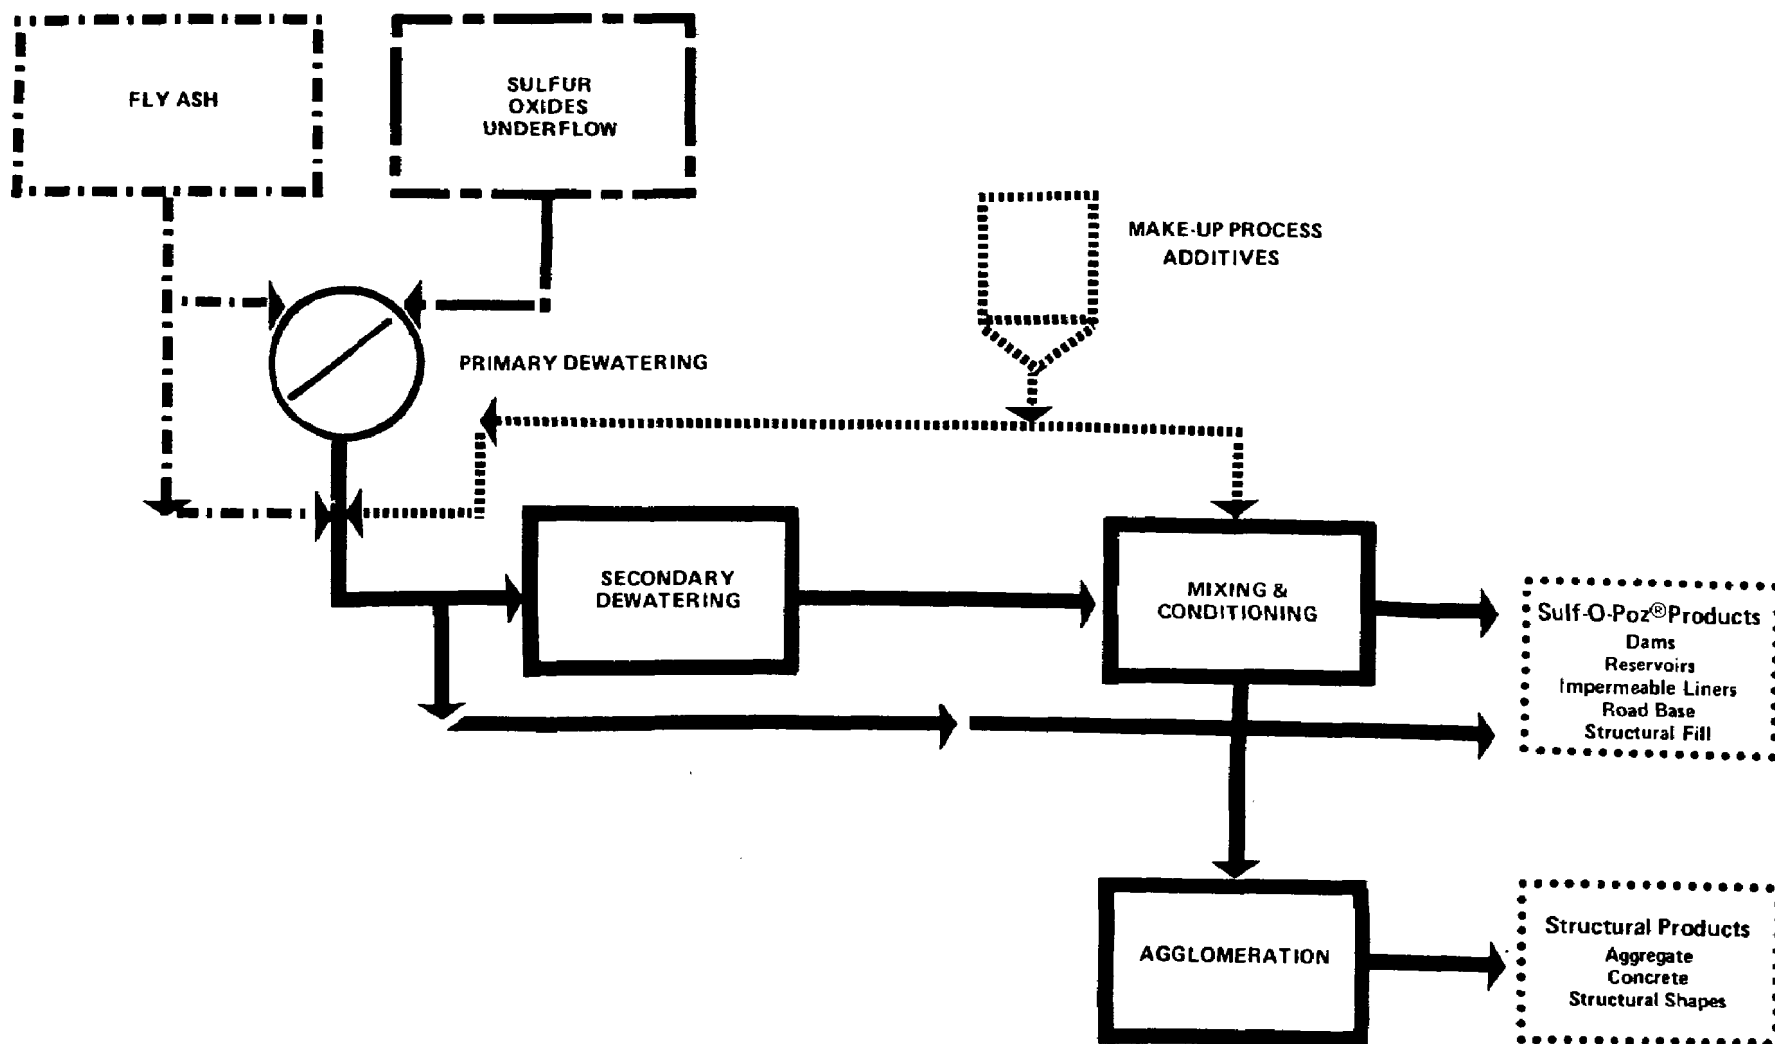 FLY ASH
SULFUR
OXIDES
UNDERFLOW
MAKE-UP PROCESS
ADDITIVES
PRIMARY DEWATERING
SECONDARY
DEWATERING
MIXING &
CONDITIONING
Sulf-O-Poz® Products
Dams
Reservoirs
Impermeable Liners
Road Base
Structural Fill
AGGLOMERATION
Structural Products
Aggregate
Concrete
Structural Shapes